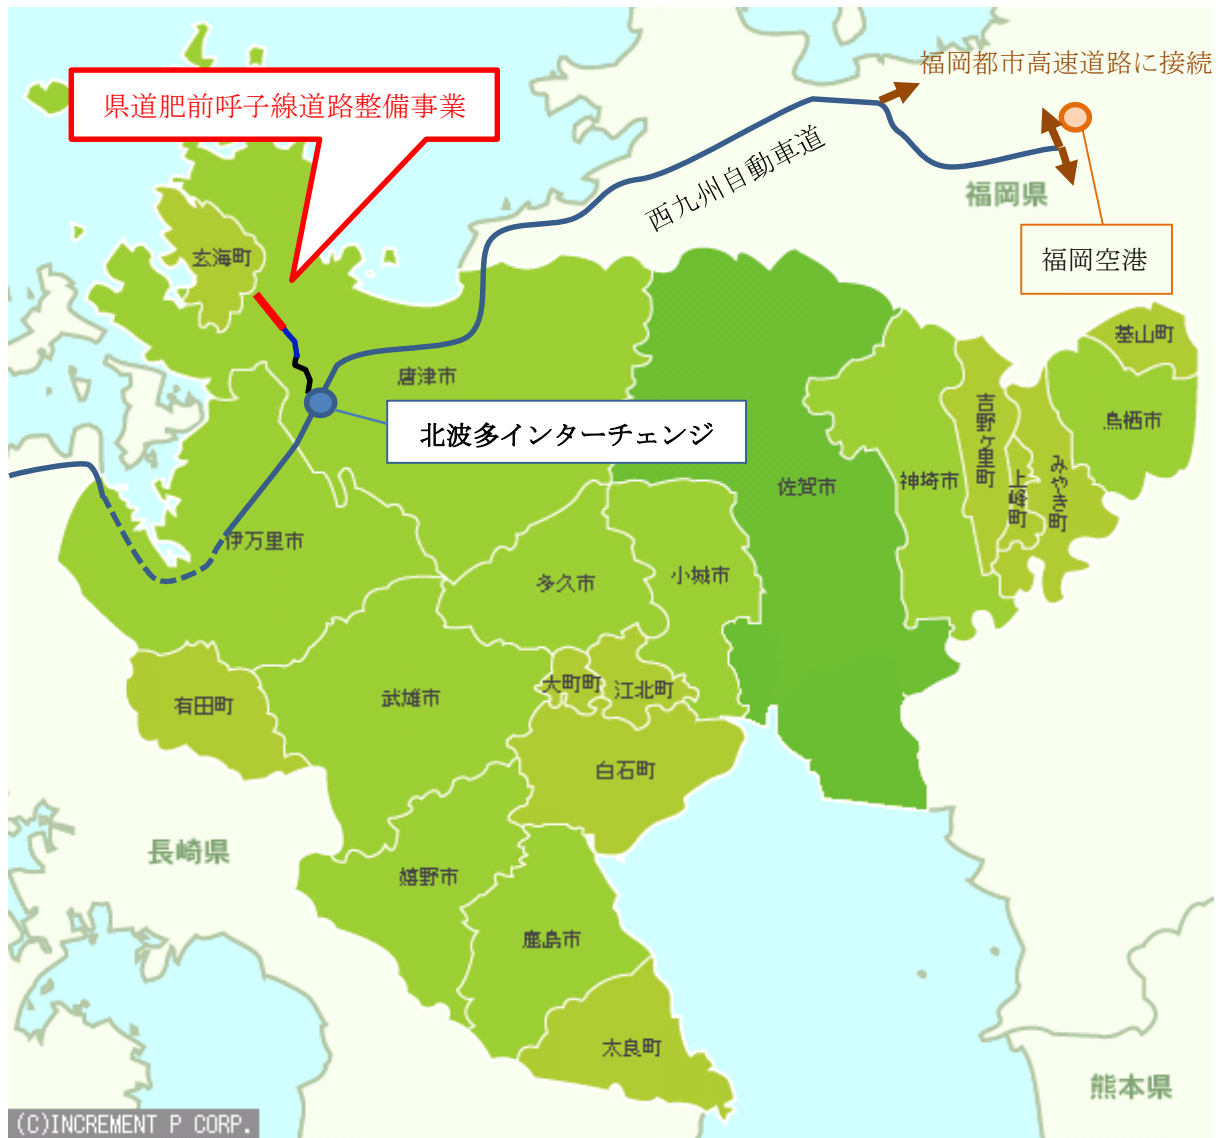 福岡都市高速道路に接続
県道肥前呼子線道路整備事業
西九州自動車道
福岡県
福岡空港
玄海町
基山町
唐津市
鳥栖市
吉野ヶ里町
北波多インターチェンジ
みやき町
上峰町
神埼市
佐賀市
伊万里市
小城市
多久市
大町町
江北町
武雄市
有田町
白石町
長崎県
嬉野市
鹿島市
太良町
熊本県
(C)INCREMENT P CORP.